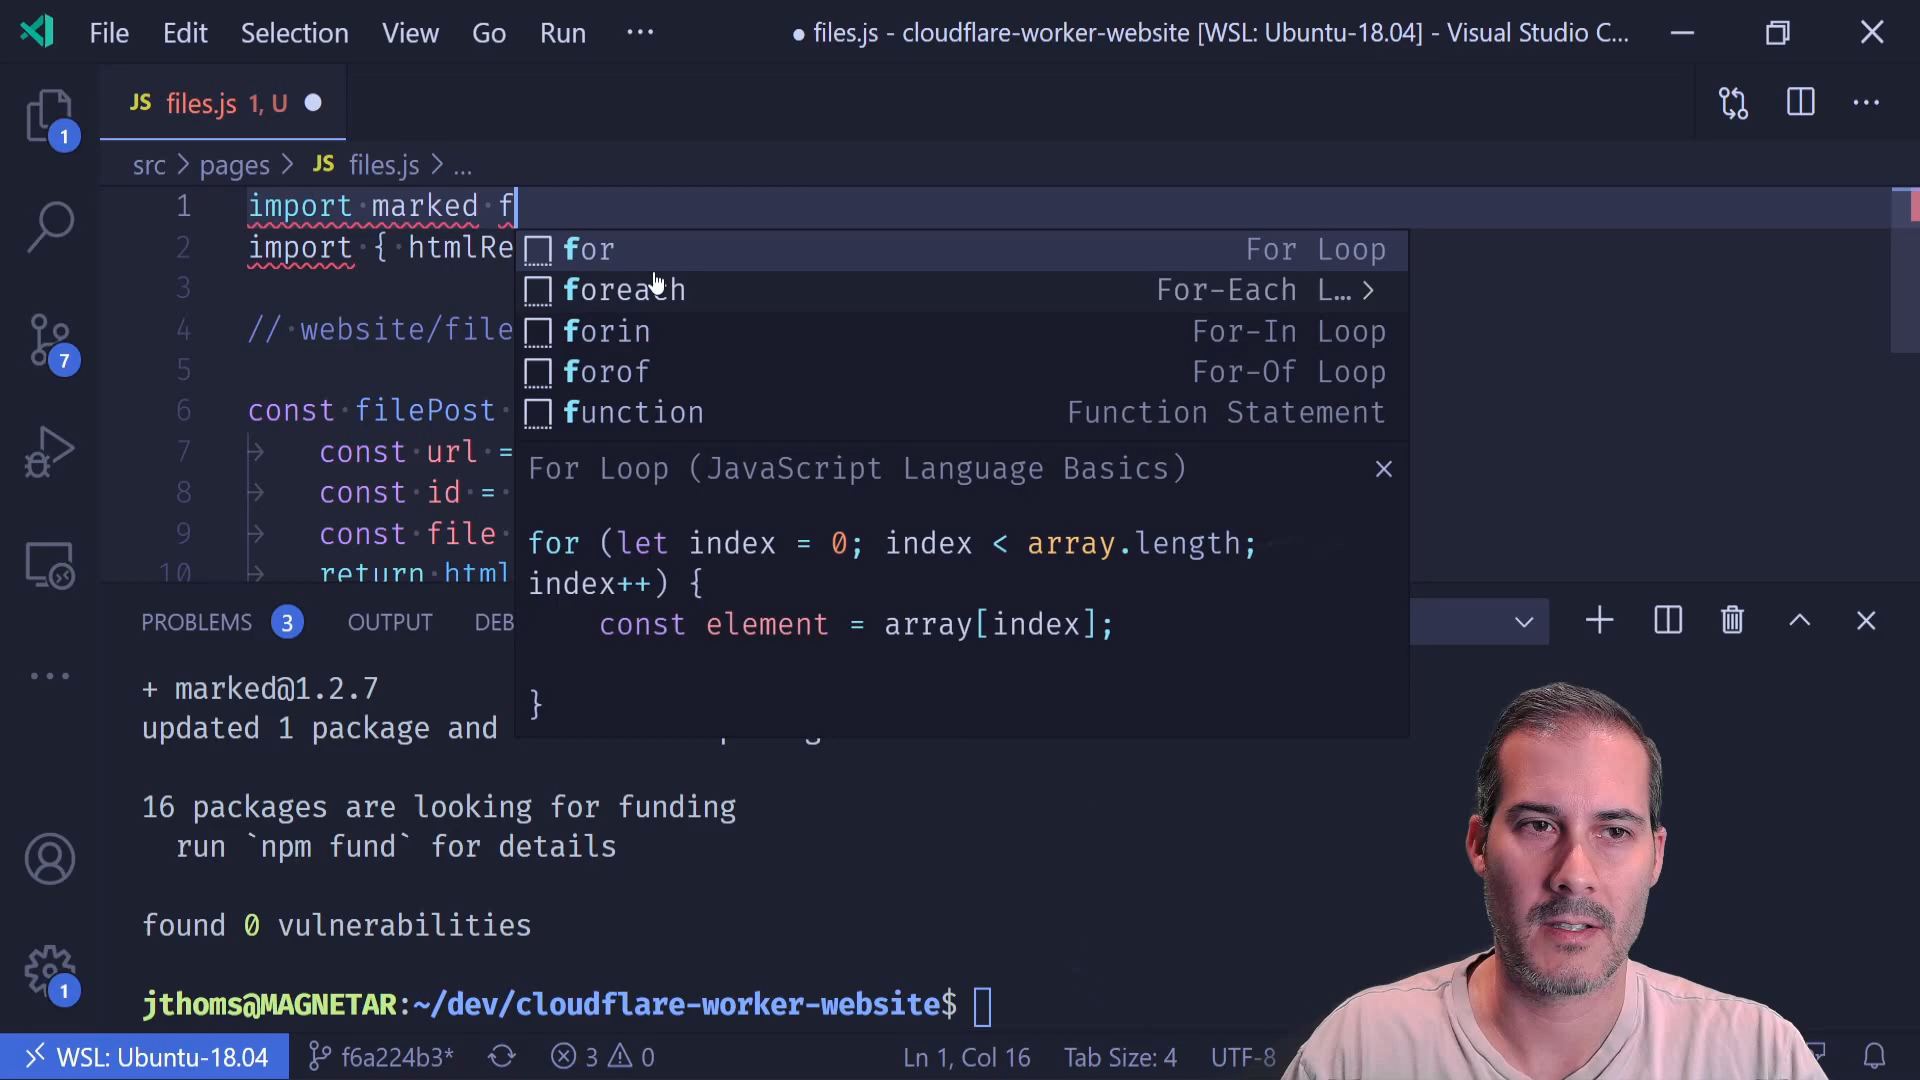 File Edit Selection View Go Run ··· ● files.js - cloudflare-worker-website [WSL: Ubuntu-18.04] - Visual Studio C...
JS files.js 1, U
1
src > pages > JS files.js > ...
1 import marked f
2 import { htmlRe
3
4 // website/file
5
6 const filePost
7 const url =
8 const id =
9 const file
10 return html
for For Loop
foreach For-Each L... >
forin For-In Loop
forof For-Of Loop
function Function Statement
For Loop (JavaScript Language Basics)
for (let index = 0; index < array.length;
index++) {
const element = array[index];
}
7
PROBLEMS 3 OUTPUT DEB
+ marked@1.2.7
updated 1 package and
16 packages are looking for funding
run `npm fund` for details
found 0 vulnerabilities
1
jthoms@MAGNETAR:~/dev/cloudflare-worker-website$
WSL: Ubuntu-18.04 f6a224b3* 3 0 Ln 1, Col 16 Tab Size: 4 UTF-8